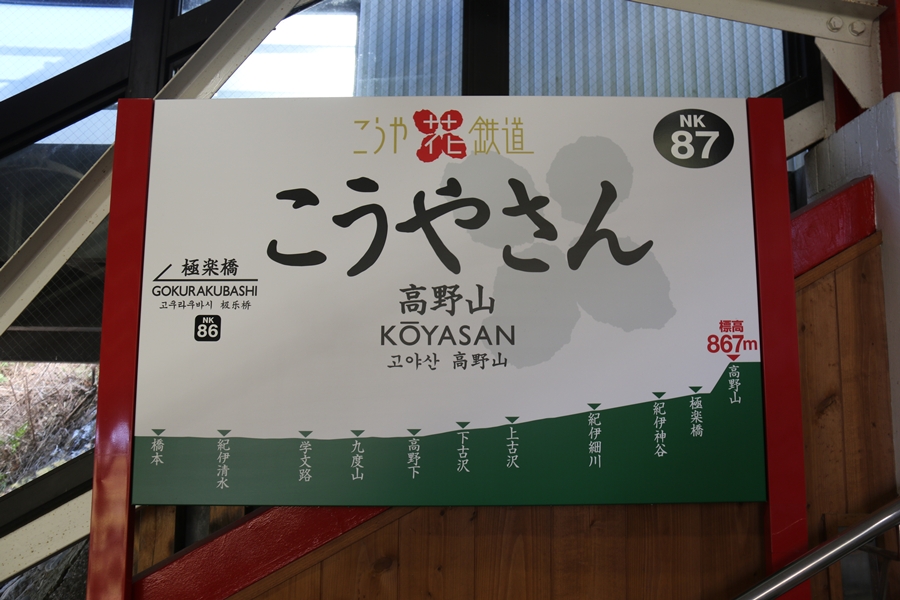 こうや花鉄道
NK
87
こうやさん
高野山
KŌYASAN
고야산 高野山
極楽橋
GOKURAKUBASHI
고쿠라쿠바시 极乐桥
NK
86
標高
867m
橋本
紀伊清水
学文路
九度山
高野下
下古沢
上古沢
紀伊細川
紀伊神谷
極楽橋
高野山